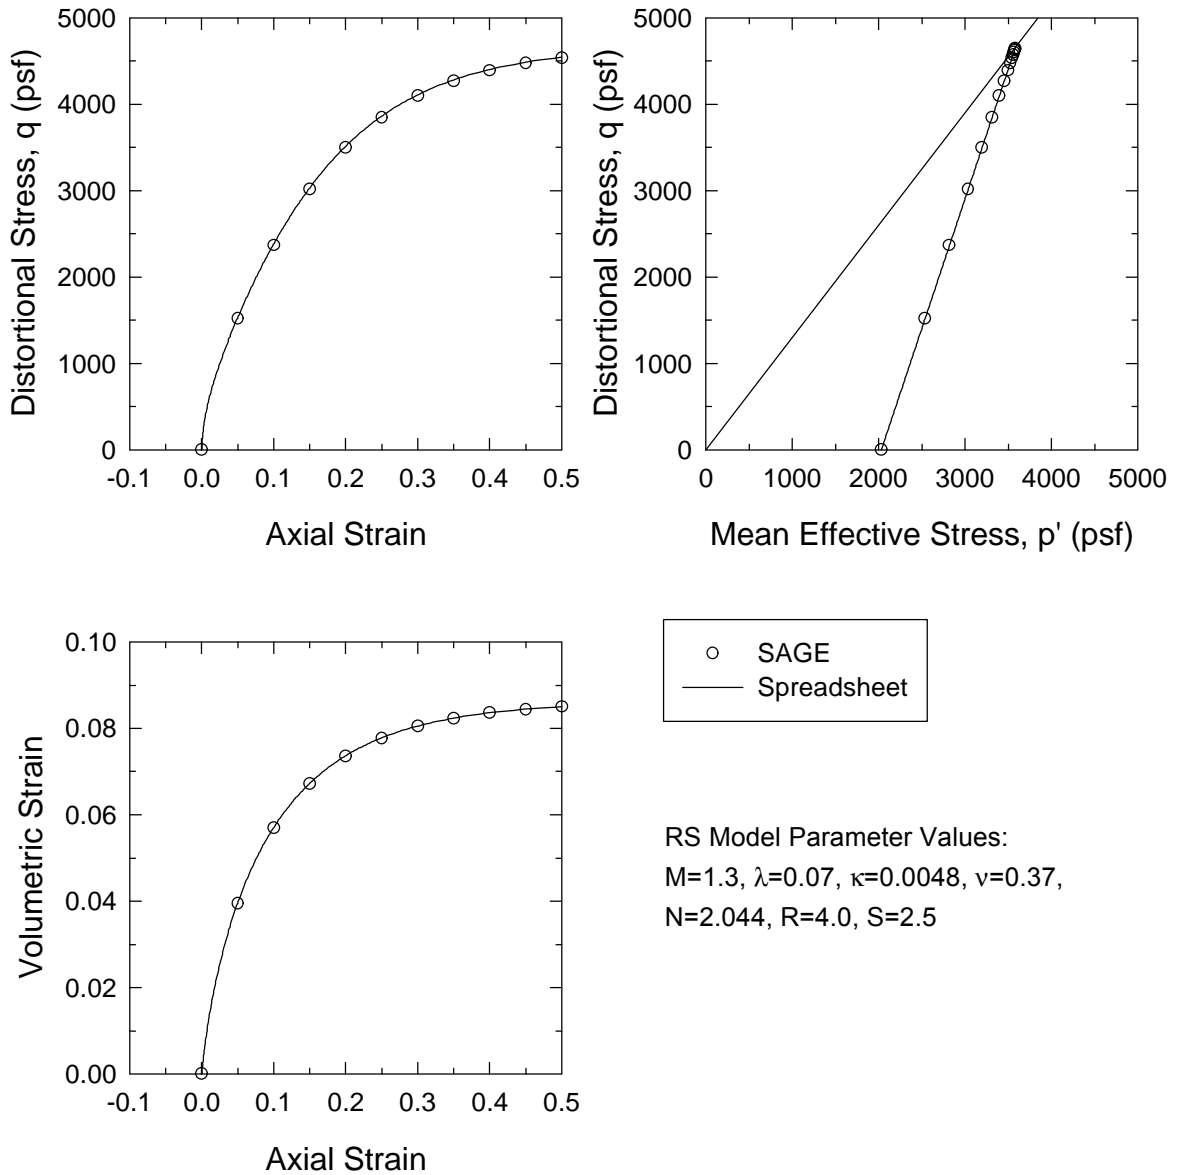 5000
4000
3000
2000
1000
0
-0.1 0.0 0.1 0.2 0.3 0.4 0.5
Distortional Stress, q (psf)
Axial Strain
5000
4000
3000
2000
1000
0
0 1000 2000 3000 4000 5000
Distortional Stress, q (psf)
Mean Effective Stress, p' (psf)
0.10
0.08
0.06
0.04
0.02
0.00
-0.1 0.0 0.1 0.2 0.3 0.4 0.5
Volumetric Strain
Axial Strain
SAGE
Spreadsheet
RS Model Parameter Values:
M=1.3, λ=0.07, κ=0.0048, ν=0.37,
N=2.044, R=4.0, S=2.5